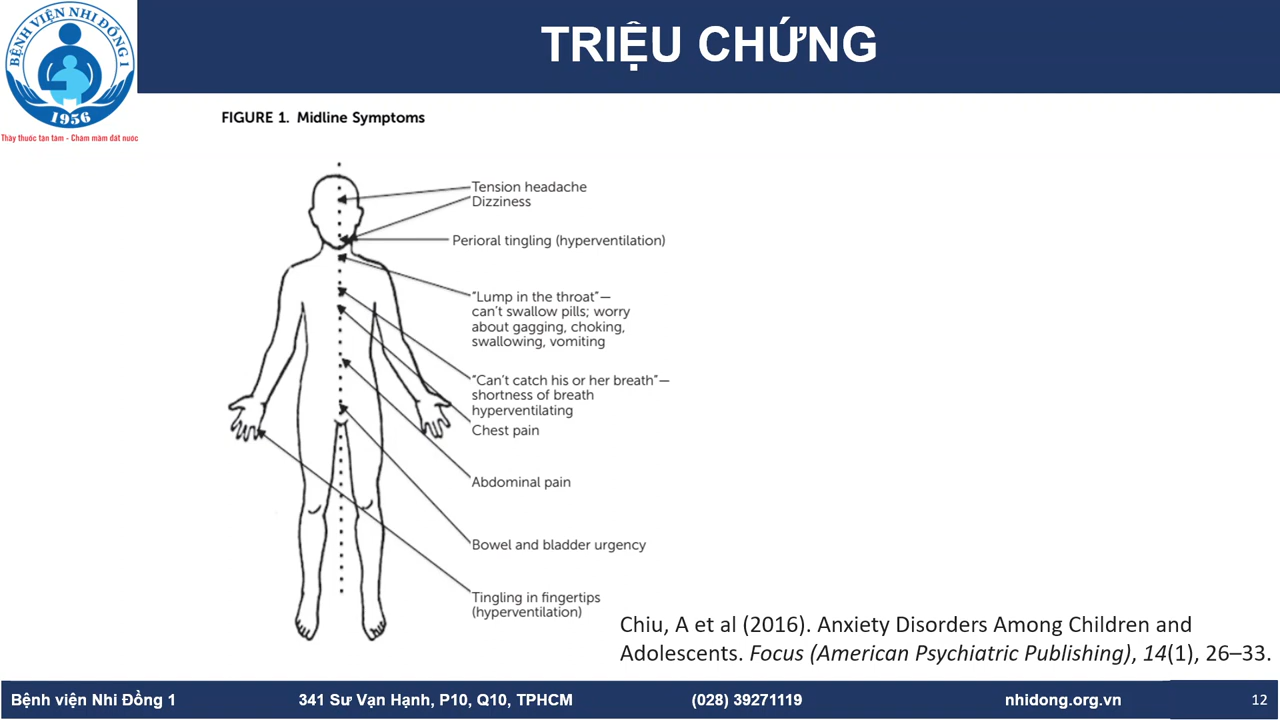 BỆNH VIỆN NHI ĐỒNG 1
1956
Thầy thuốc tận tâm - Chăm mầm đất nước
TRIỆU CHỨNG
FIGURE 1. Midline Symptoms
Tension headache
Dizziness
Perioral tingling (hyperventilation)
“Lump in the throat”—
can’t swallow pills; worry
about gagging, choking,
swallowing, vomiting
“Can’t catch his or her breath”—
shortness of breath
hyperventilating
Chest pain
Abdominal pain
Bowel and bladder urgency
Tingling in fingertips
(hyperventilation)
Chiu, A et al (2016). Anxiety Disorders Among Children and
Adolescents. Focus (American Psychiatric Publishing), 14(1), 26–33.
Bệnh viện Nhi Đồng 1
341 Sư Vạn Hạnh, P10, Q10, TPHCM
(028) 39271119
nhidong.org.vn
12